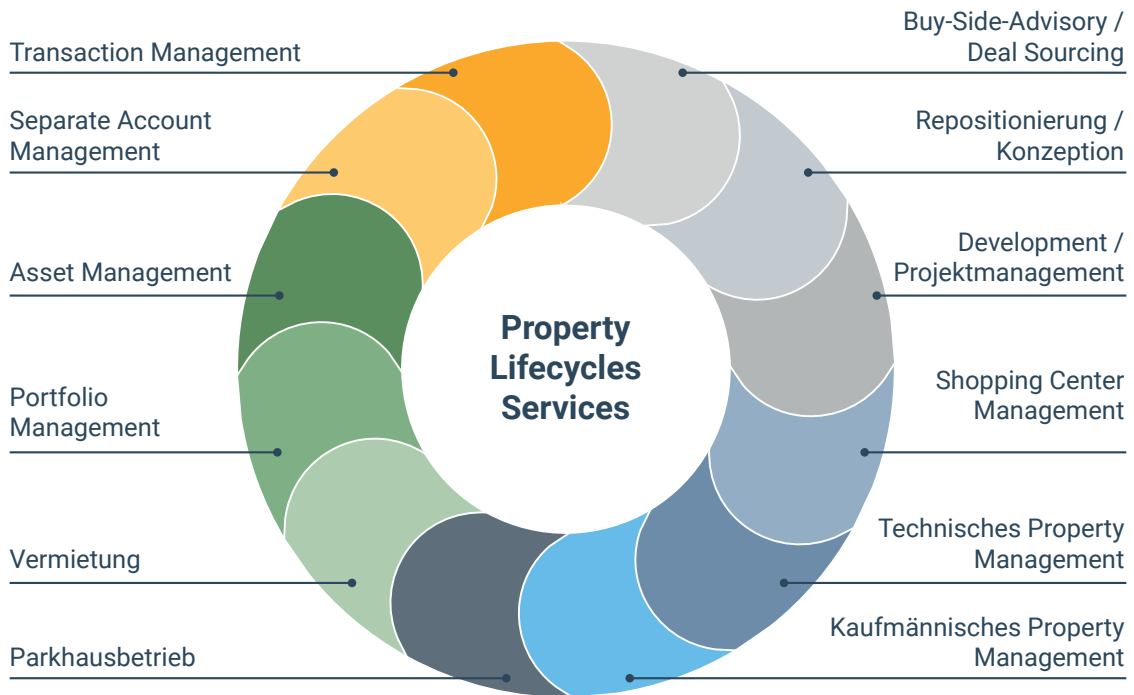 Transaction Management
Separate Account
Management
Asset Management
Portfolio
Management
Vermietung
Parkhausbetrieb
Property
Lifecycles
Services
Buy-Side-Advisory /
Deal Sourcing
Repositionierung /
Konzeption
Development /
Projektmanagement
Shopping Center
Management
Technisches Property
Management
Kaufmännisches Property
Management